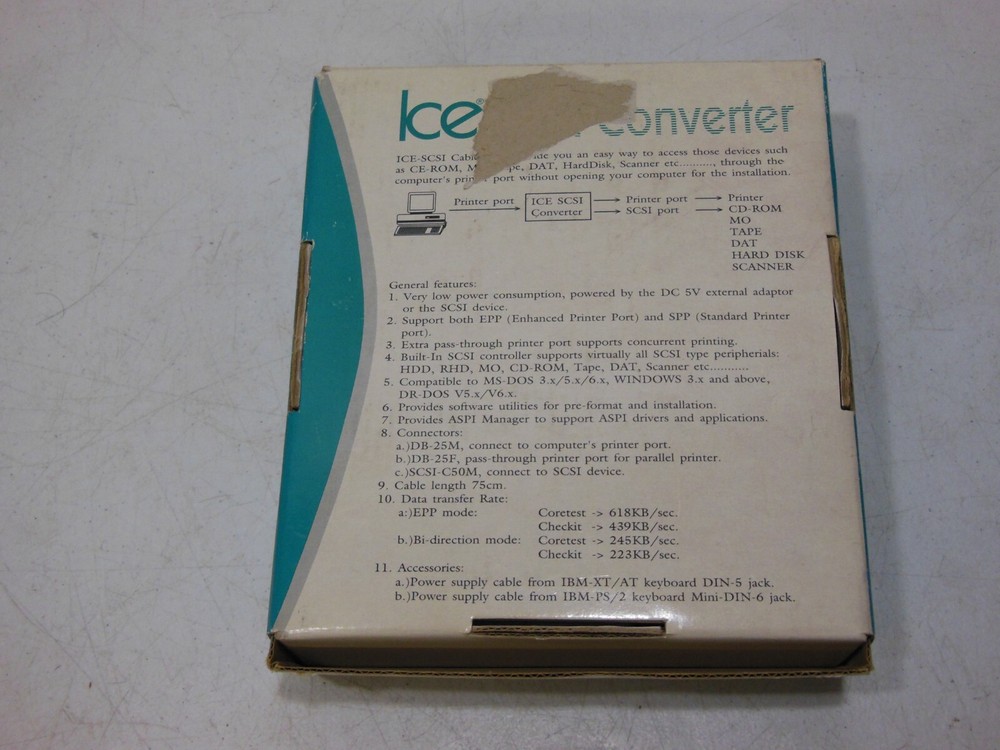 Ice Converter
ICE-SCSI you an easy way to access those devices such
as CE-ROM, DAT, HardDisk, Scanner etc.........., through the
computer's port without opening your computer for the installation.
Printer port ICE SCSI Converter Printer port Printer
SCSI port CD-ROM
MO
TAPE
DAT
HARD DISK
SCANNER
General features:
1. Very low power consumption, powered by the DC 5V external adaptor
or the SCSI device.
2. Support both EPP (Enhanced Printer Port) and SPP (Standard Printer
port).
3. Extra pass-through printer port supports concurrent printing.
4. Built-In SCSI controller supports virtually all SCSI type peripherials:
HDD, RHD, MO, CD-ROM, Tape, DAT, Scanner etc...........
5. Compatible to MS-DOS 3.x/5.x/6.x, WINDOWS 3.x and above,
DR-DOS V5.x/V6.x.
6. Provides software utilities for pre-format and installation.
7. Provides ASPI Manager to support ASPI drivers and applications.
8. Connectors:
a.)DB-25M, connect to computer's printer port.
b.)DB-25F, pass-through printer port for parallel printer.
c.)SCSI-C50M, connect to SCSI device.
9. Cable length 75cm.
10. Data transfer Rate:
a:)EPP mode: Coretest -> 618KB/sec.
Checkit -> 439KB/sec.
b.)Bi-direction mode: Coretest -> 245KB/sec.
Checkit -> 223KB/sec.
11. Accessories:
a.)Power supply cable from IBM-XT/AT keyboard DIN-5 jack.
b.)Power supply cable from IBM-PS/2 keyboard Mini-DIN-6 jack.